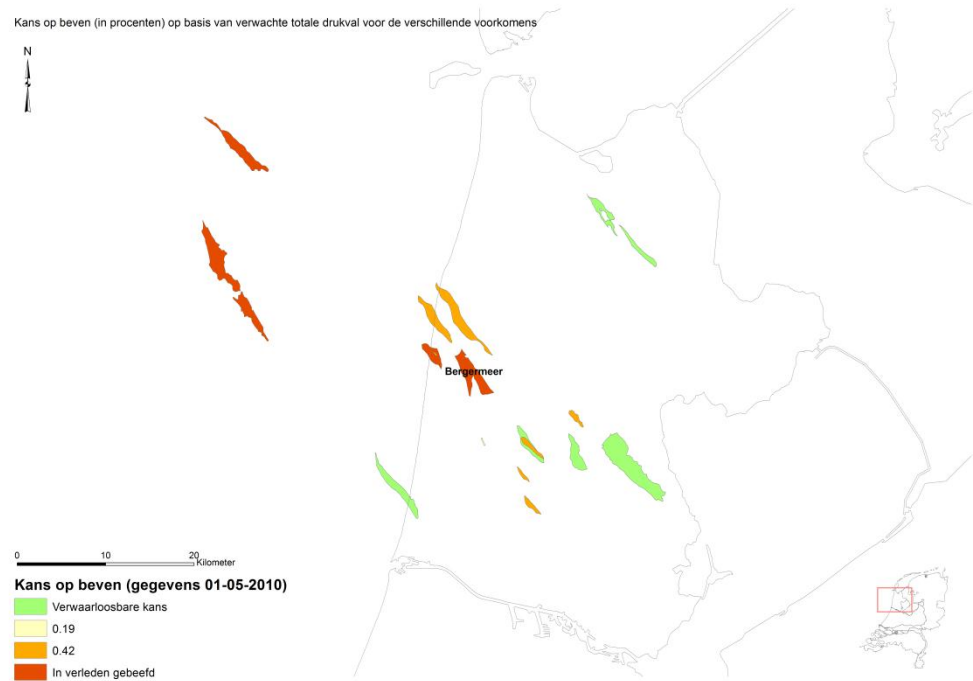 Kans op beven (in procenten) op basis van verwachte totale drukval voor de verschillende voorkomens
N
Bergermeer
0 10 20
Kilometer
Kans op beven (gegevens 01-05-2010)
Verwaarloosbare kans
0.19
0.42
In verleden gebeefd